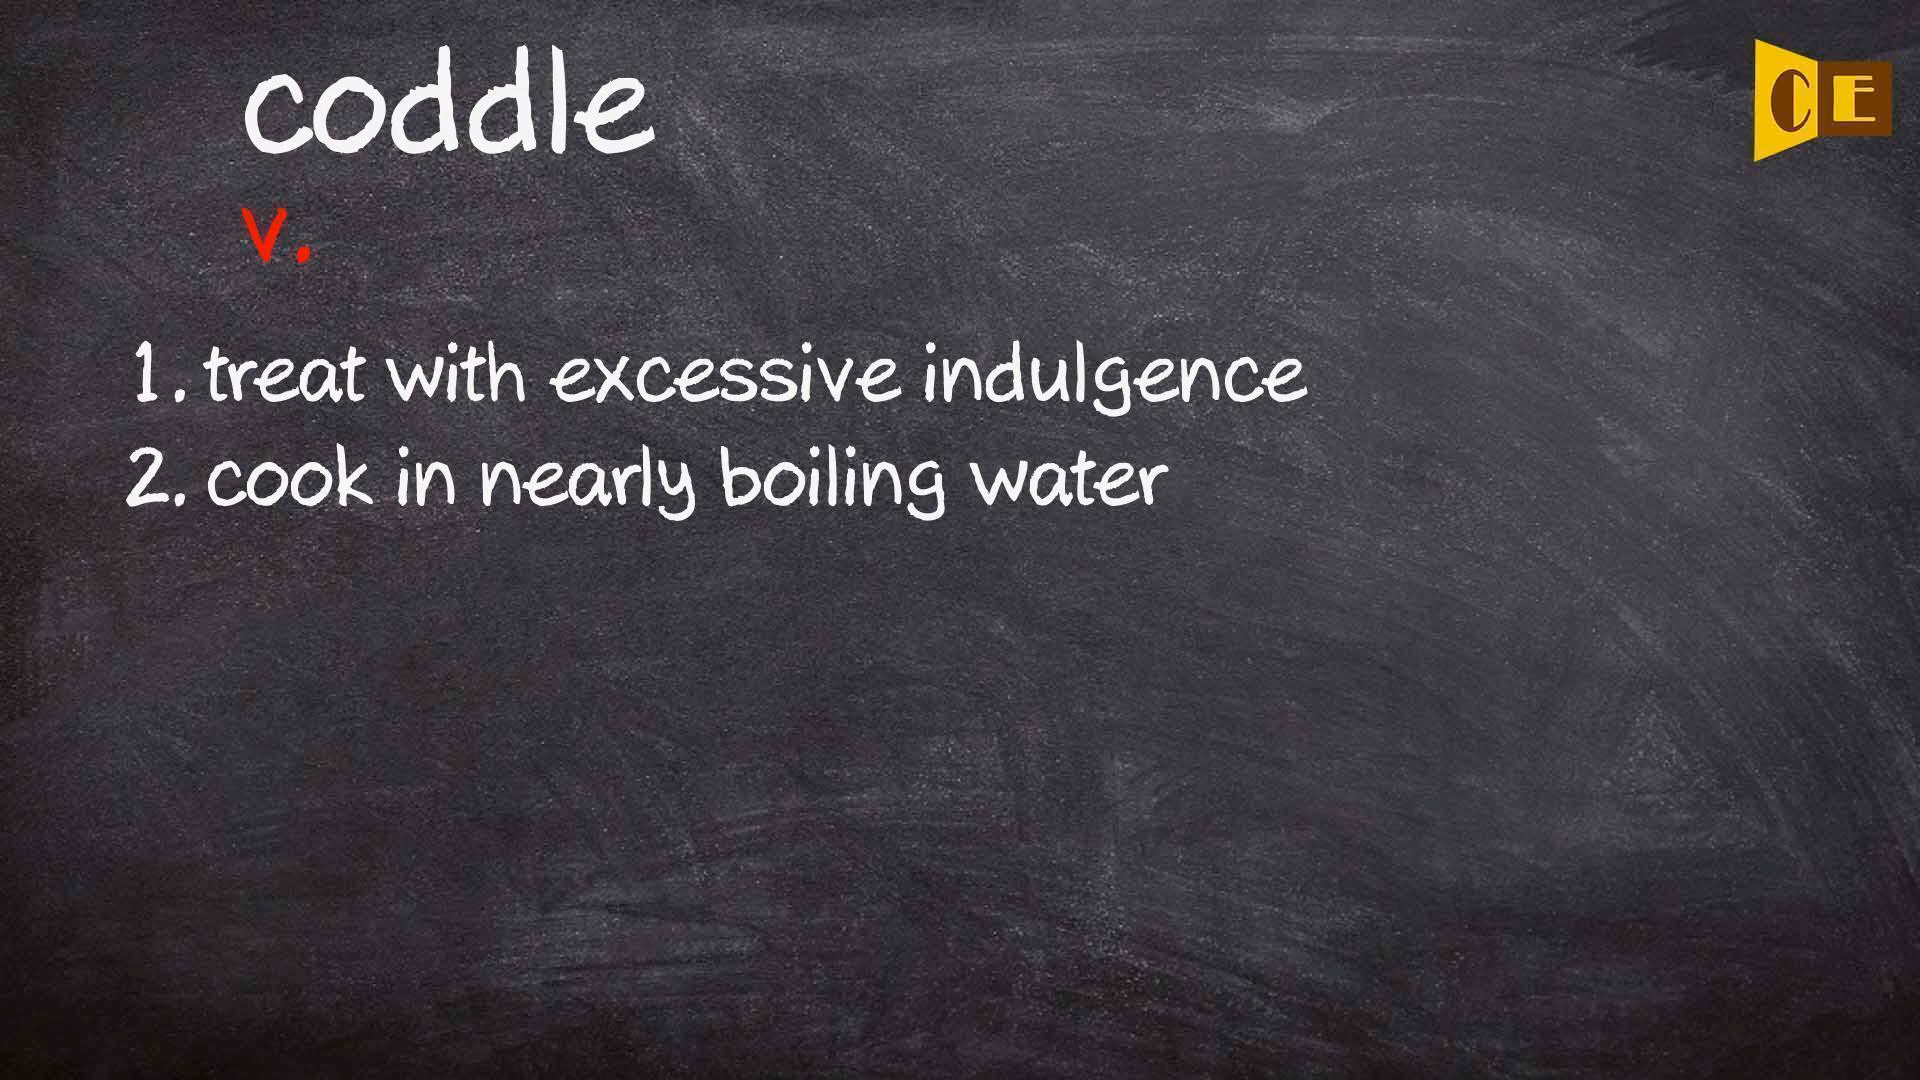 coddle
CE
v.
1. treat with excessive indulgence
2. cook in nearly boiling water